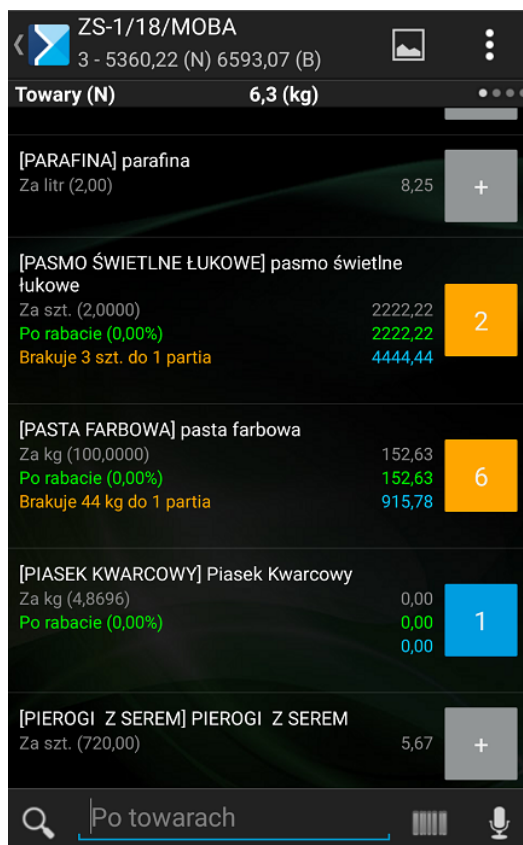 ZS-1/18/MOBA
3 - 5360,22 (N) 6593,07 (B)
Towary (N) 6,3 (kg)
[PARAFINA] parafina
Za litr (2,00) 8,25
+
[PASMO ŚWIETLNE ŁUKOWE] pasmo świetlne
łukowe
Za szt. (2,0000) 2222,22
Po rabacie (0,00%) 2222,22
2
Brakuje 3 szt. do 1 partia 4444,44
[PASTA FARBOWA] pasta farbowa
Za kg (100,0000) 152,63
Po rabacie (0,00%) 152,63
6
Brakuje 44 kg do 1 partia 915,78
[PIASEK KWARCOWY] Piasek Kwarcowy
Za kg (4,8696) 0,00
Po rabacie (0,00%) 0,00
1
0,00
[PIEROGI  Z SEREM] PIEROGI  Z SEREM
Za szt. (720,00) 5,67
+
Po towarach